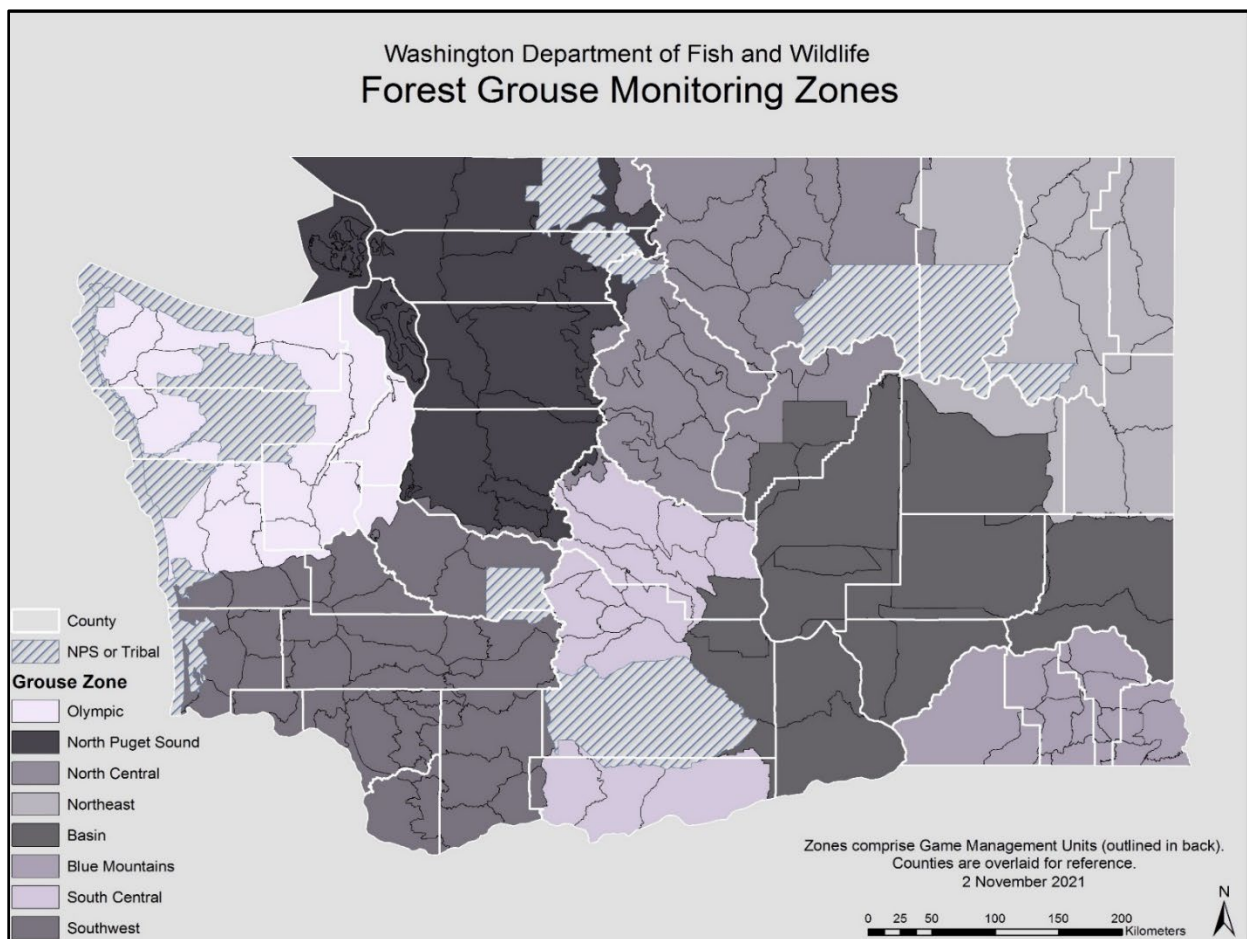 Washington Department of Fish and Wildlife
Forest Grouse Monitoring Zones
County
NPS or Tribal
Grouse Zone
Olympic
North Puget Sound
North Central
Northeast
Basin
Blue Mountains
South Central
Southwest
Zones comprise Game Management Units (outlined in back).
Counties are overlaid for reference.
2 November 2021
N
0 25 50 100 150 200
Kilometers